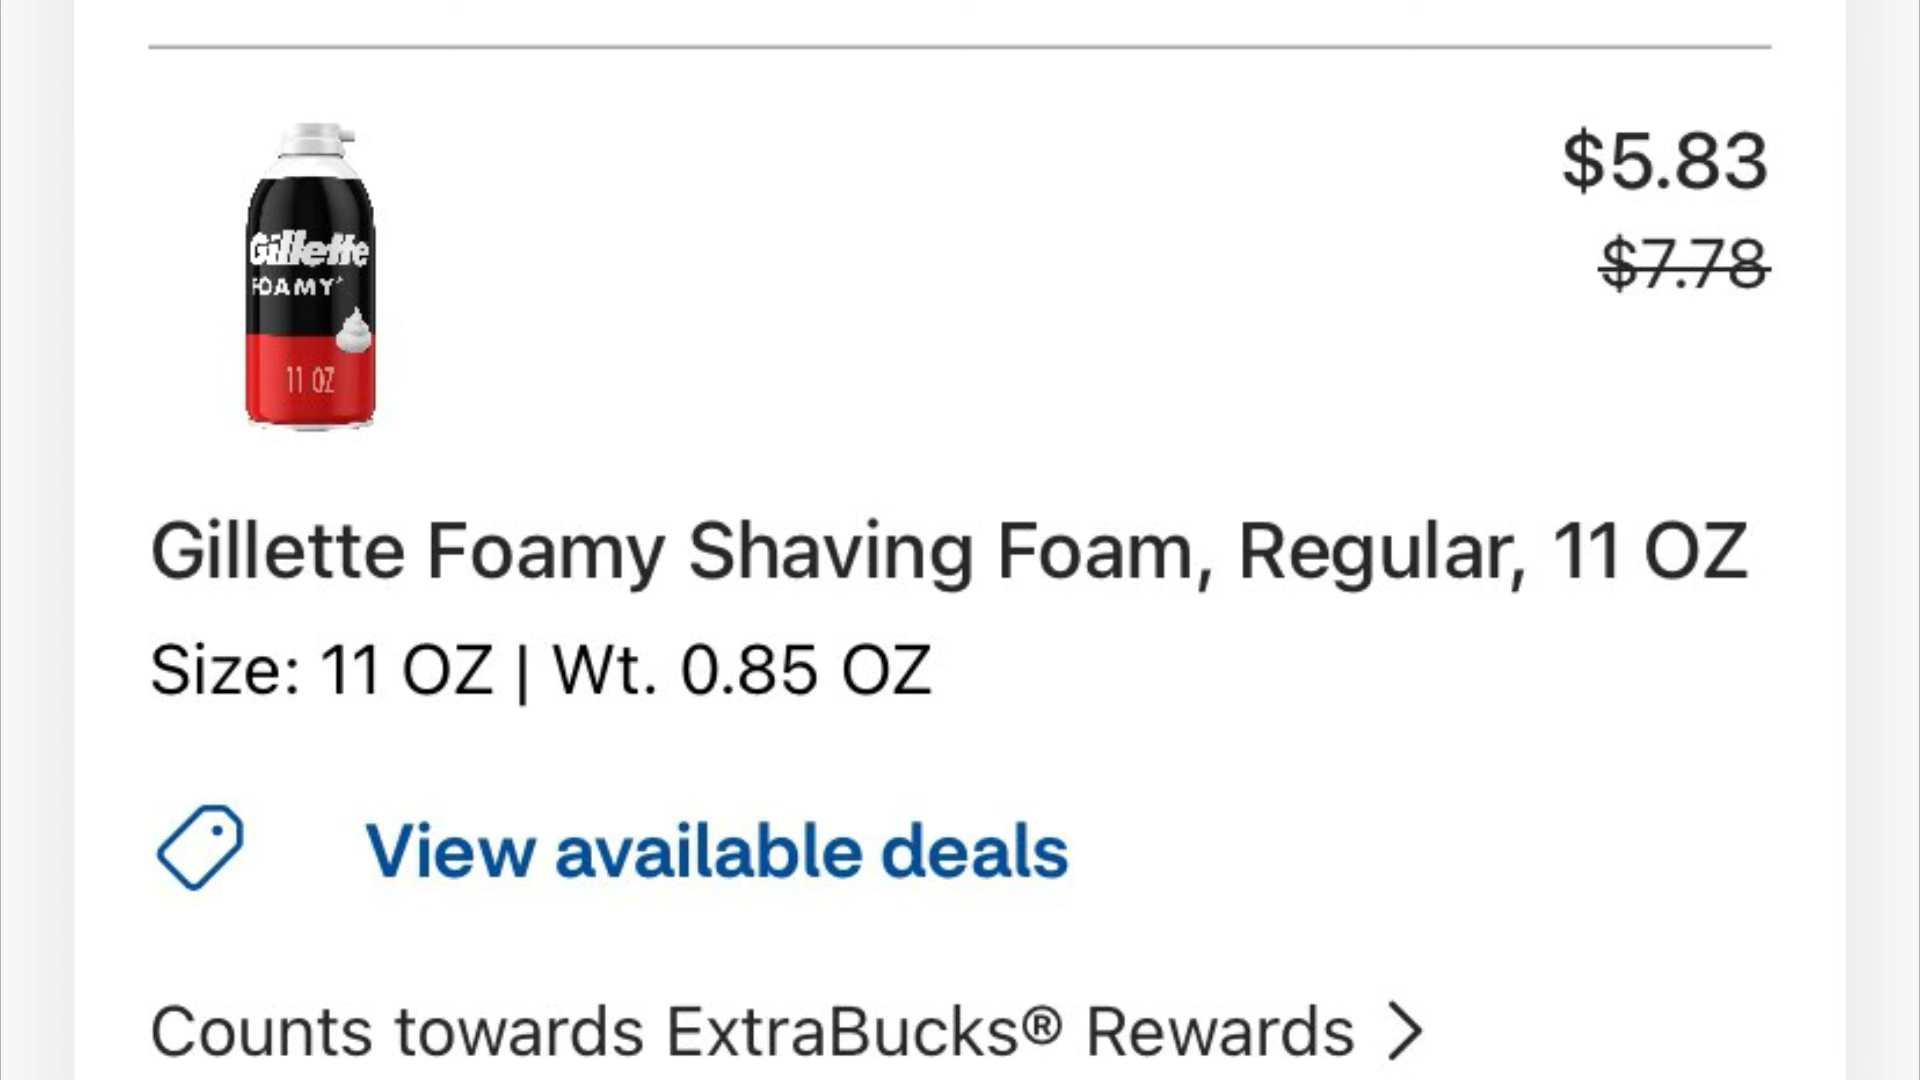 $5.83
$7.78
Gillette
FOAMY
11 OZ
Gillette Foamy Shaving Foam, Regular, 11 OZ
Size: 11 OZ | Wt. 0.85 OZ
View available deals
Counts towards ExtraBucks® Rewards >